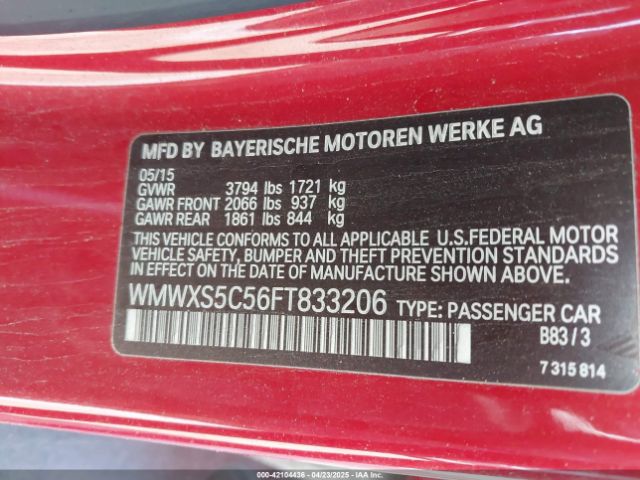 MFD BY BAYERISCHE MOTOREN WERKE AG
05/15
GVWR 3794 lbs 1721 kg
GAWR FRONT 2066 lbs 937 kg
GAWR REAR 1861 lbs 844 kg
THIS VEHICLE CONFORMS TO ALL APPLICABLE U.S.FEDERAL MOTOR
VEHICLE SAFETY, BUMPER, AND THEFT PREVENTION STANDARDS
IN EFFECT ON THE DATE OF MANUFACTURE SHOWN ABOVE.
WMWXS5C56FT833206 TYPE: PASSENGER CAR
B83/3
7315814
000-42104436 - 04/23/2025 - IAA Inc.